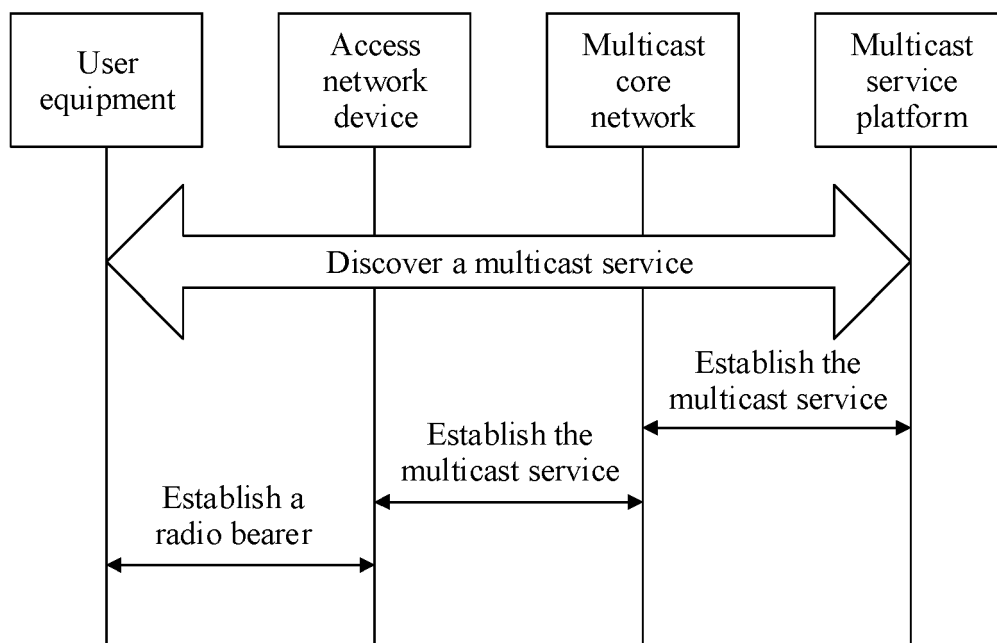 User
equipment
Access
network
device
Multicast
core
network
Multicast
service
platform
Discover a multicast service
Establish the
multicast service
Establish the
multicast service
Establish a
radio bearer